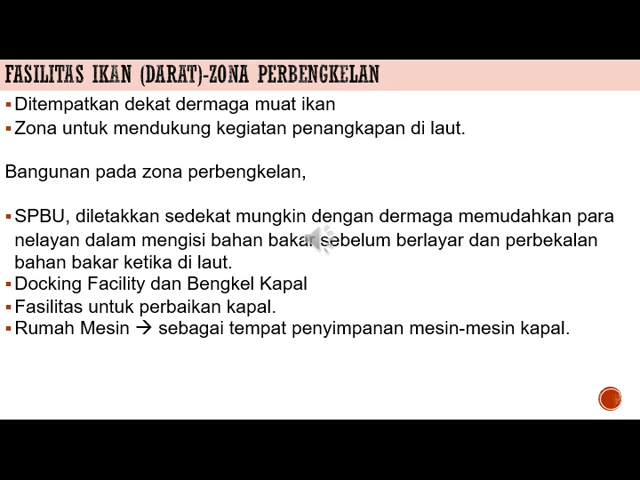 FASILITAS IKAN (DARAT)-ZONA PERBENGKELAN
▪Ditempatkan dekat dermaga muat ikan
▪Zona untuk mendukung kegiatan penangkapan di laut.
Bangunan pada zona perbengkelan,
▪SPBU, diletakkan sedekat mungkin dengan dermaga memudahkan para
nelayan dalam mengisi bahan bakar sebelum berlayar dan perbekalan
bahan bakar ketika di laut.
▪Docking Facility dan Bengkel Kapal
▪Fasilitas untuk perbaikan kapal.
▪Rumah Mesin → sebagai tempat penyimpanan mesin-mesin kapal.